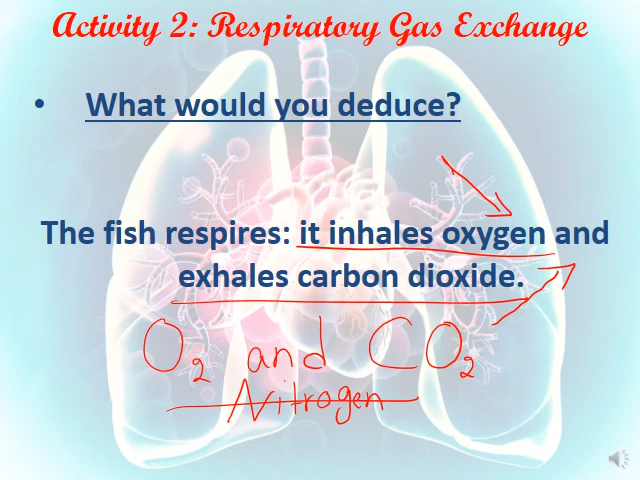 Activity 2: Respiratory Gas Exchange
• What would you deduce?
The fish respires: it inhales oxygen and
exhales carbon dioxide.
O2 and CO2
Nitrogen